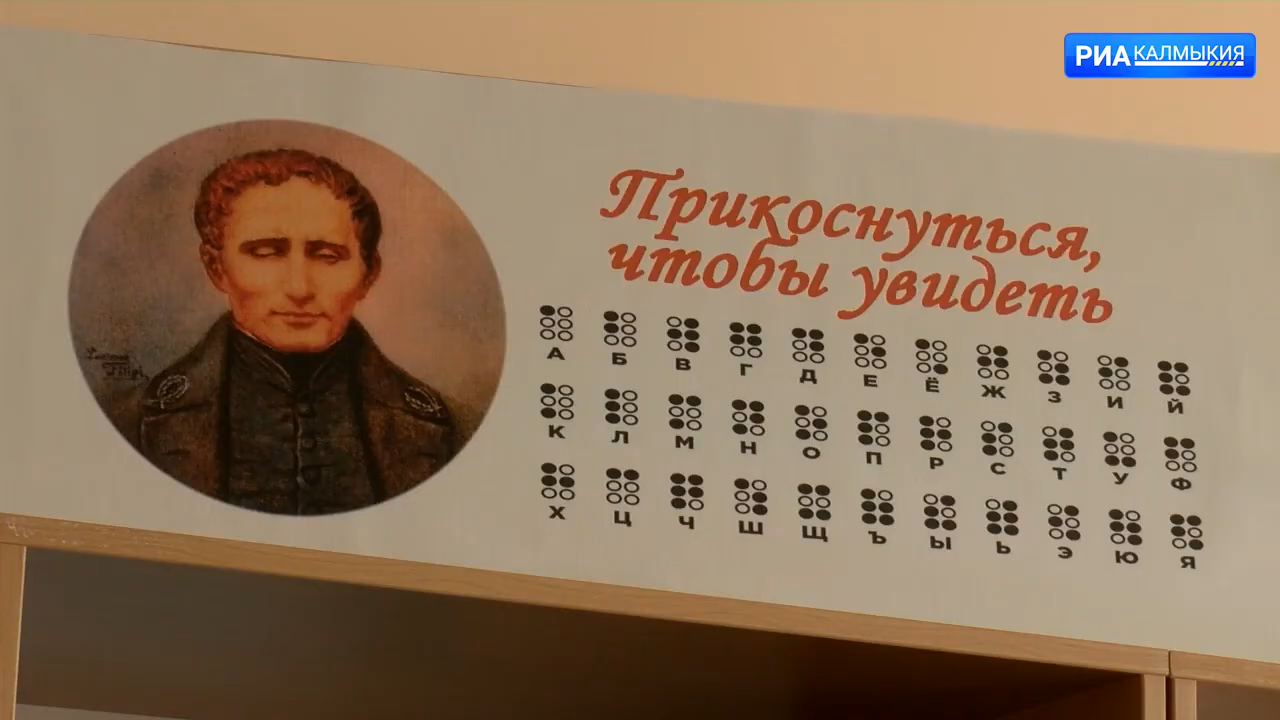 РИА КАЛМЫКИЯ
Прикоснуться,
чтобы увидеть
А Б В Г Д Е Ё Ж З И Й
К Л М Н О П Р С Т У Ф
Х Ц Ч Ш Щ Ъ Ы Ь Э Ю Я